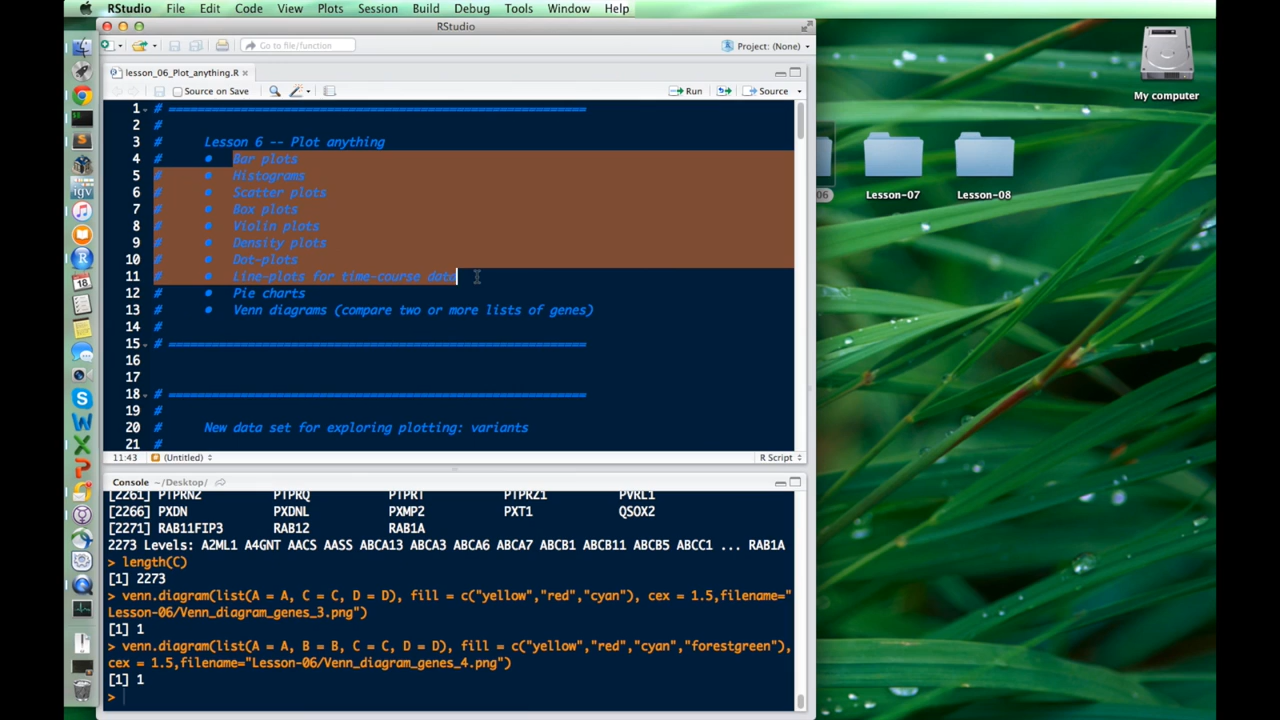 RStudio File Edit Code View Plots Session Build Debug Tools Window Help
RStudio
Go to file/function
Project: (None)
lesson_06_Plot_anything.R
Source on Save
Run
Source
1 # ==========================================================
2 #
3 # Lesson 6 -- Plot anything
4 # • Bar plots
5 # • Histograms
6 # • Scatter plots
7 # • Box plots
8 # • Violin plots
9 # • Density plots
10 # • Dot-plots
11 # • Line-plots for time-course data
12 # • Pie charts
13 # • Venn diagrams (compare two or more lists of genes)
14 #
15 # ==========================================================
16
17
18 # ==========================================================
19 #
20 # New data set for exploring plotting: variants
21 #
11:43 (Untitled) R Script
Console ~/Desktop/
[2261] PTPRN2 PTPRQ PTPRT PTPRZ1 PVRL1
[2266] PXDN PXDNL PXMP2 PXT1 QSOX2
[2271] RAB11FIP3 RAB12 RAB1A
2273 Levels: A2ML1 A4GNT AACS AASS ABCA13 ABCA3 ABCA6 ABCA7 ABCB1 ABCB11 ABCB5 ABCC1 ... RAB1A
> length(C)
[1] 2273
> venn.diagram(list(A = A, C = C, D = D), fill = c("yellow","red","cyan"), cex = 1.5,filename="
Lesson-06/Venn_diagram_genes_3.png")
[1] 1
> venn.diagram(list(A = A, B = B, C = C, D = D), fill = c("yellow","red","cyan","forestgreen"),
cex = 1.5,filename="Lesson-06/Venn_diagram_genes_4.png")
[1] 1
>
My computer
06
Lesson-07
Lesson-08
igv
18